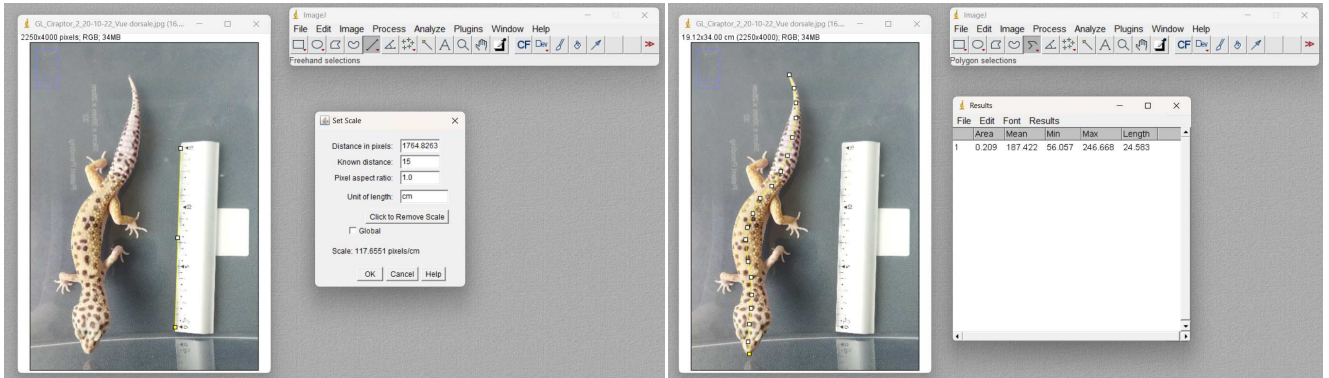 GL_Ciraptor_2_20-10-22_Vue dorsale.jpg (16....
2250x4000 pixels; RGB; 34MB
ImageJ
File Edit Image Process Analyze Plugins Window Help
CF Dev
Freehand selections
Set Scale
Distance in pixels: 1764.8263
Known distance: 15
Pixel aspect ratio: 1.0
Unit of length: cm
Click to Remove Scale
Global
Scale: 117.6551 pixels/cm
OK Cancel Help
GL_Ciraptor_2_20-10-22_Vue dorsale.jpg (16....
19.12x34.00 cm (2250x4000); RGB; 34MB
ImageJ
File Edit Image Process Analyze Plugins Window Help
CF Dev
Polygon selections
Results
File Edit Font Results
Area Mean Min Max Length
1 0.209 187.422 56.057 246.668 24.583